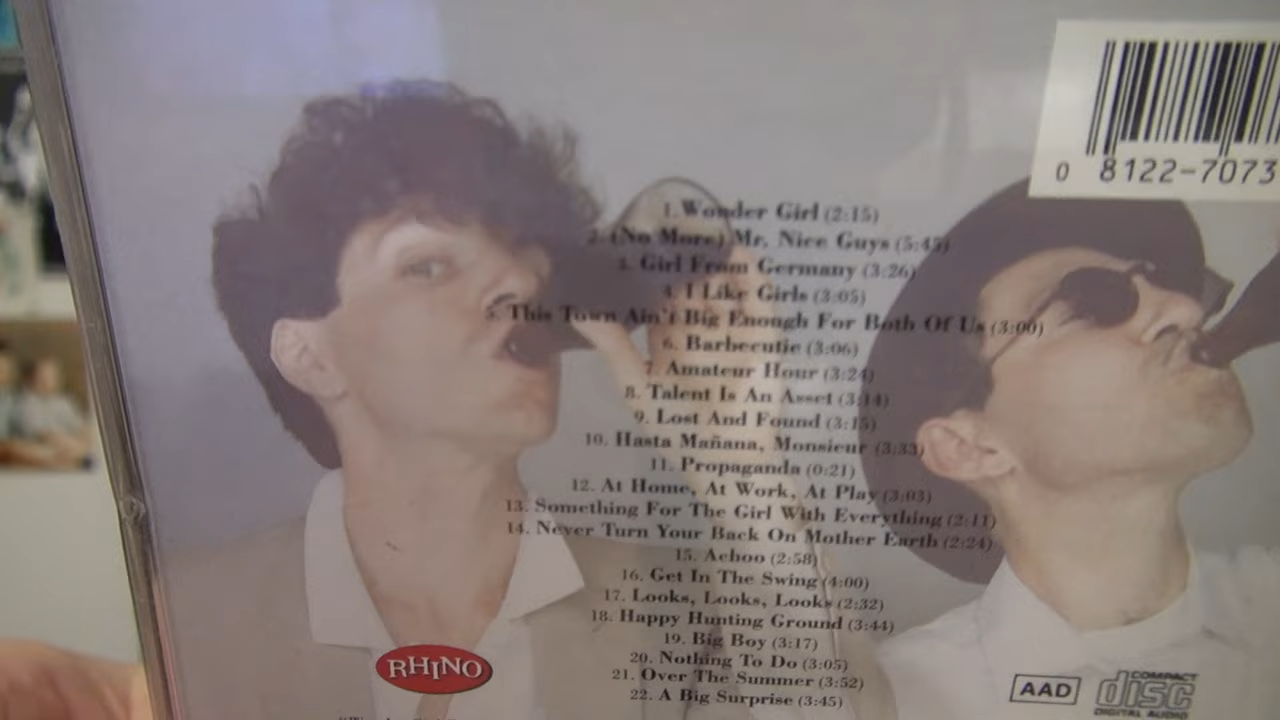 0 8122-7073
1. Wonder Girl (2:15)
2. (No More) Mr. Nice Guys (5:45)
3. Girl From Germany (3:26)
4. I Like Girls (3:05)
5. This Town Ain't Big Enough For Both Of Us (3:00)
6. Barbecutie (3:06)
7. Amateur Hour (3:24)
8. Talent Is An Asset (3:14)
9. Lost And Found (3:15)
10. Hasta Mañana, Monsieur (3:33)
11. Propaganda (0:21)
12. At Home, At Work, At Play (3:03)
13. Something For The Girl With Everything (2:11)
14. Never Turn Your Back On Mother Earth (2:24)
15. Achoo (2:58)
16. Get In The Swing (4:00)
17. Looks, Looks, Looks (2:32)
18. Happy Hunting Ground (3:44)
19. Big Boy (3:17)
20. Nothing To Do (3:05)
21. Over The Summer (3:52)
22. A Big Surprise (3:45)
RHINO
AAD
COMPACT
disc
DIGITAL AUDIO